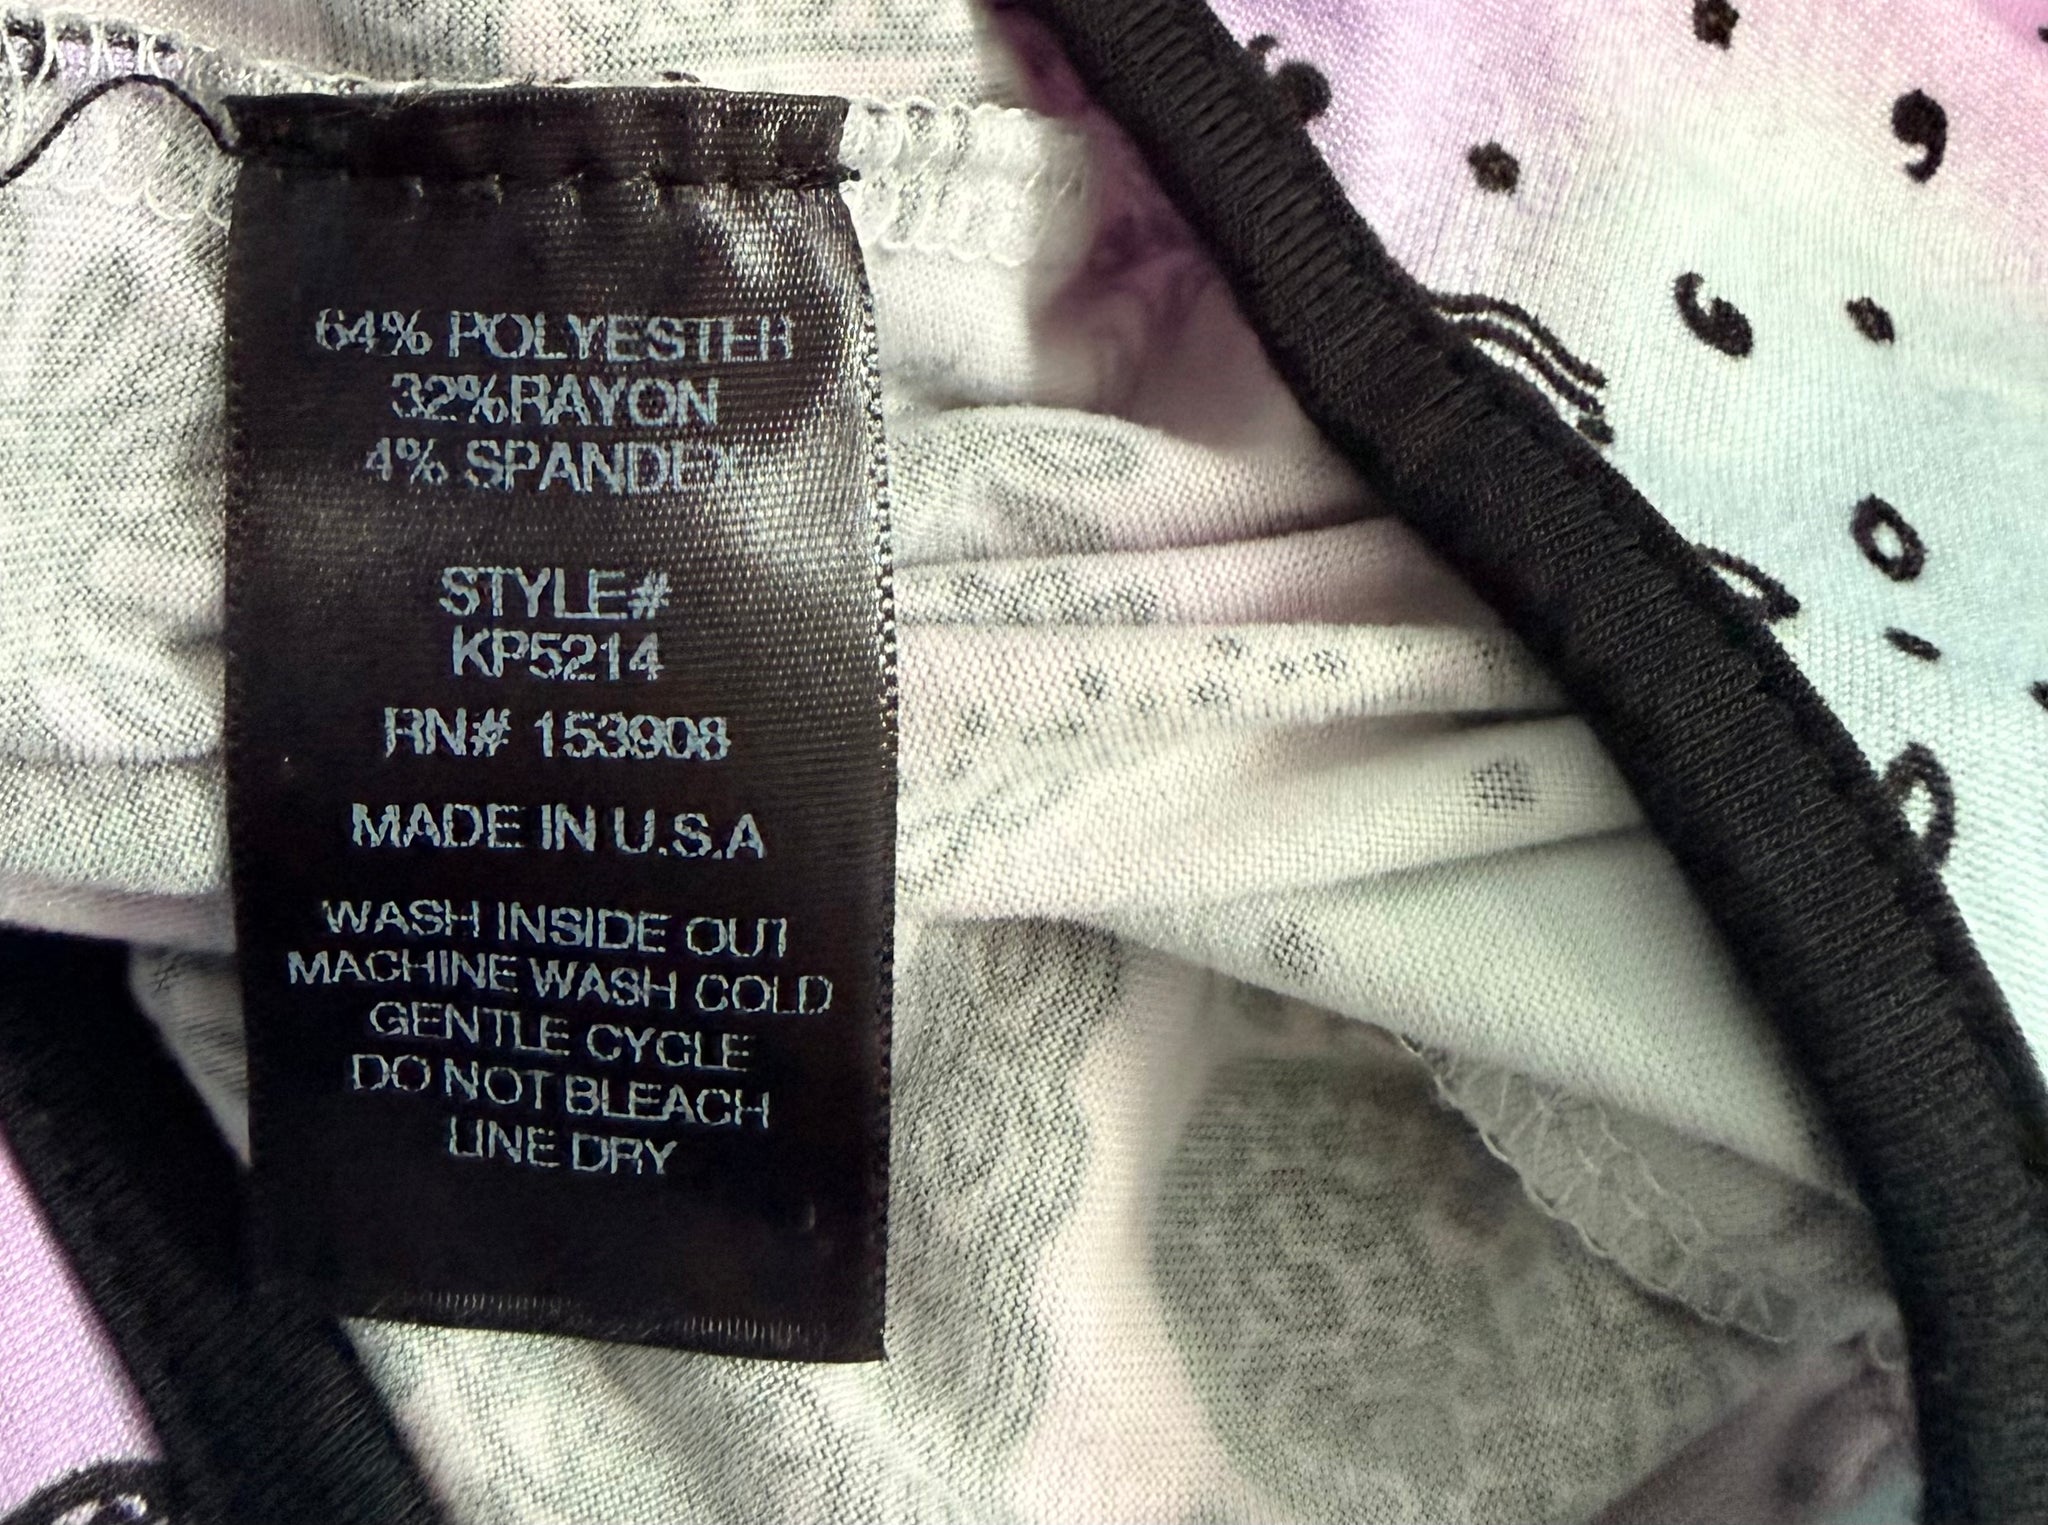 64% POLYESTER
32%RAYON
4% SPANDEX
STYLE#
KP5214
RN# 153908
MADE IN U.S.A
WASH INSIDE OUT
MACHINE WASH COLD
GENTLE CYCLE
DO NOT BLEACH
LINE DRY